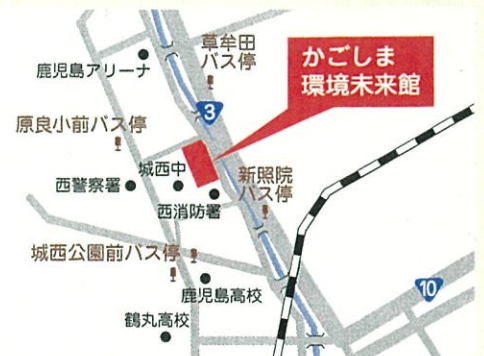 草牟田
バス停
かごしま
環境未来館
鹿児島アリーナ
3
原良小前バス停
城西中
新照院
バス停
西警察署
西消防署
城西公園前バス停
鹿児島高校
10
鶴丸高校